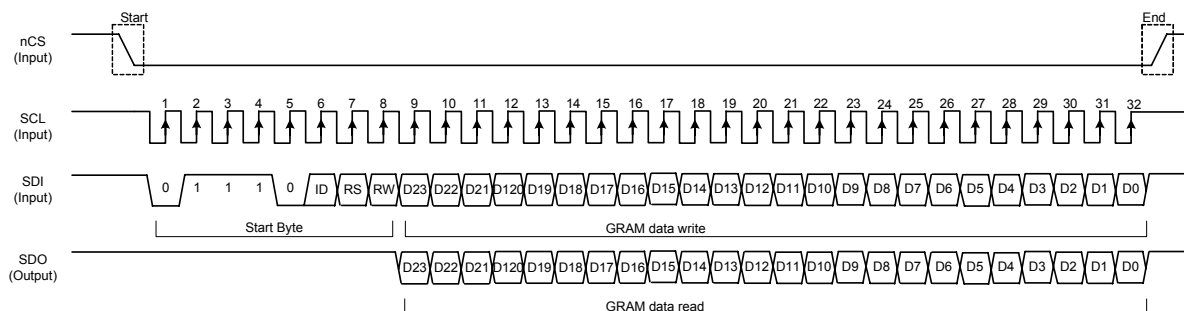 Start End
nCS
(Input)
1 2 3 4 5 6 7 8 9 10 11 12 13 14 15 16 17 18 19 20 21 22 23 24 25 26 27 28 29 30 31 32
SCL
(Input)
SDI
(Input)
0 1 1 1 0 ID RS RW D23 D22 D21 D120 D19 D18 D17 D16 D15 D14 D13 D12 D11 D10 D9 D8 D7 D6 D5 D4 D3 D2 D1 D0
Start Byte GRAM data write
SDO
(Output)
D23 D22 D21 D120 D19 D18 D17 D16 D15 D14 D13 D12 D11 D10 D9 D8 D7 D6 D5 D4 D3 D2 D1 D0
GRAM data read